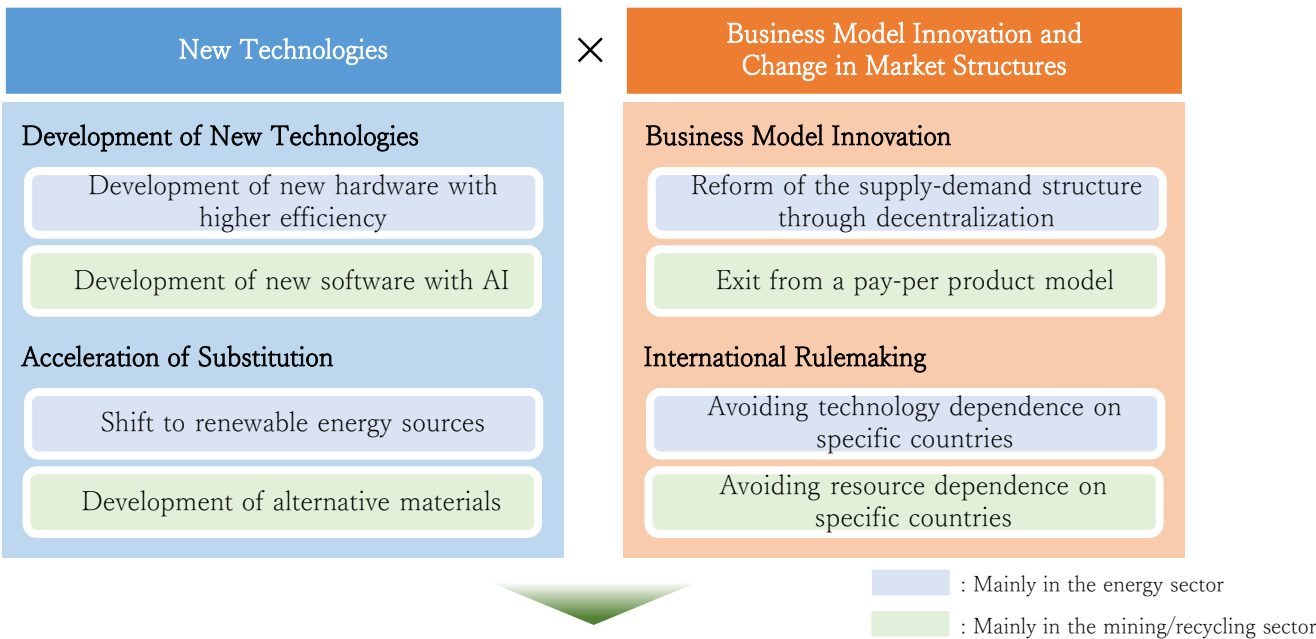 New Technologies
×
Business Model Innovation and
Change in Market Structures
Development of New Technologies
Development of new hardware with
higher efficiency
Development of new software with AI
Acceleration of Substitution
Shift to renewable energy sources
Development of alternative materials
Business Model Innovation
Reform of the supply-demand structure
through decentralization
Exit from a pay-per product model
International Rulemaking
Avoiding technology dependence on
specific countries
Avoiding resource dependence on
specific countries
: Mainly in the energy sector
: Mainly in the mining/recycling sector